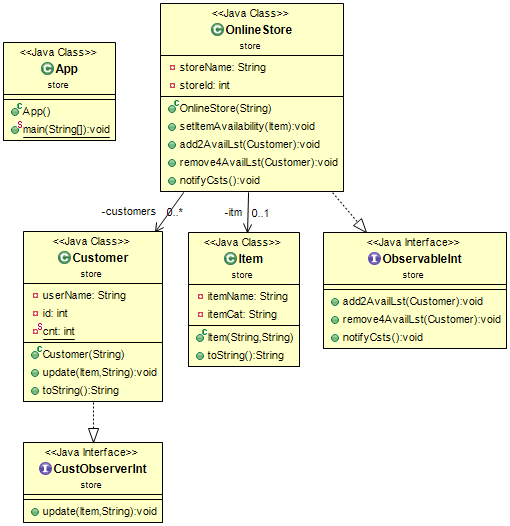 <<Java Class>>
OnlineStore
store
storeName: String
storeId: int
OnlineStore(String)
setItemAvailability(Item):void
add2AvailLst(Customer):void
remove4AvailLst(Customer):void
notifyCsts():void
<<Java Class>>
App
store
App()
main(String[]):void
-customers 0..*
-itm 0..1
<<Java Class>>
Customer
store
userName: String
id: int
cnt: int
Customer(String)
update(Item,String):void
toString():String
<<Java Class>>
Item
store
itemName: String
itemCat: String
Item(String,String)
toString():String
<<Java Interface>>
ObservableInt
store
add2AvailLst(Customer):void
remove4AvailLst(Customer):void
notifyCsts():void
<<Java Interface>>
CustObserverInt
store
update(Item,String):void